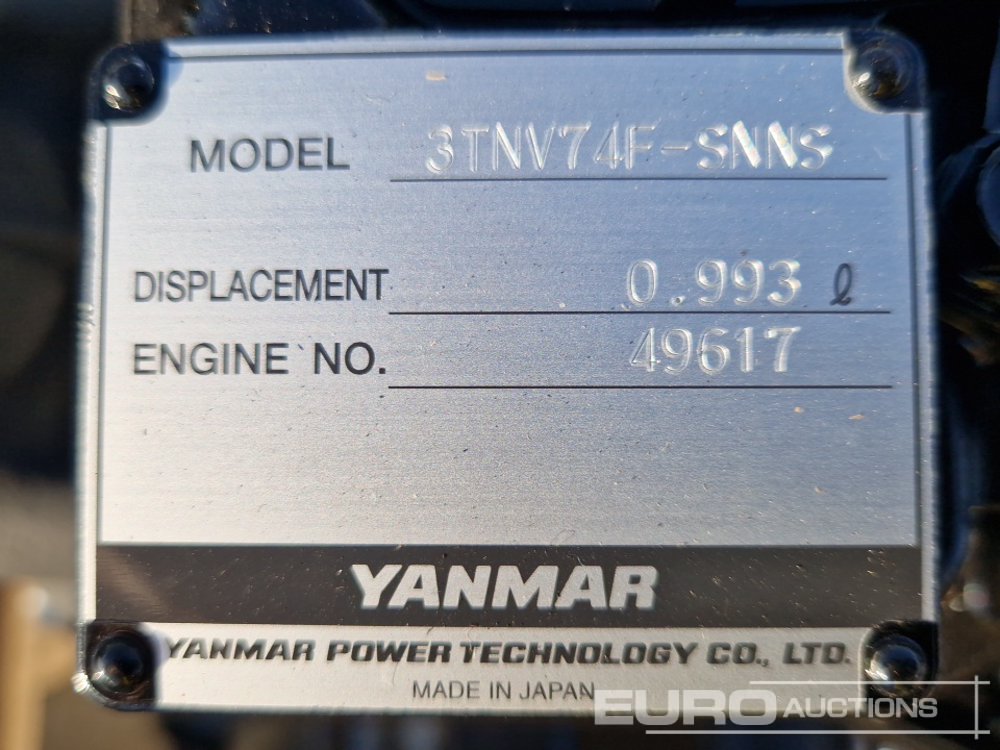 MODEL 3TNV74F-SNNS
DISPLACEMENT 0.993 ℓ
ENGINE NO. 49617
YANMAR
YANMAR POWER TECHNOLOGY CO., LTD.
MADE IN JAPAN
EURO AUCTIONS